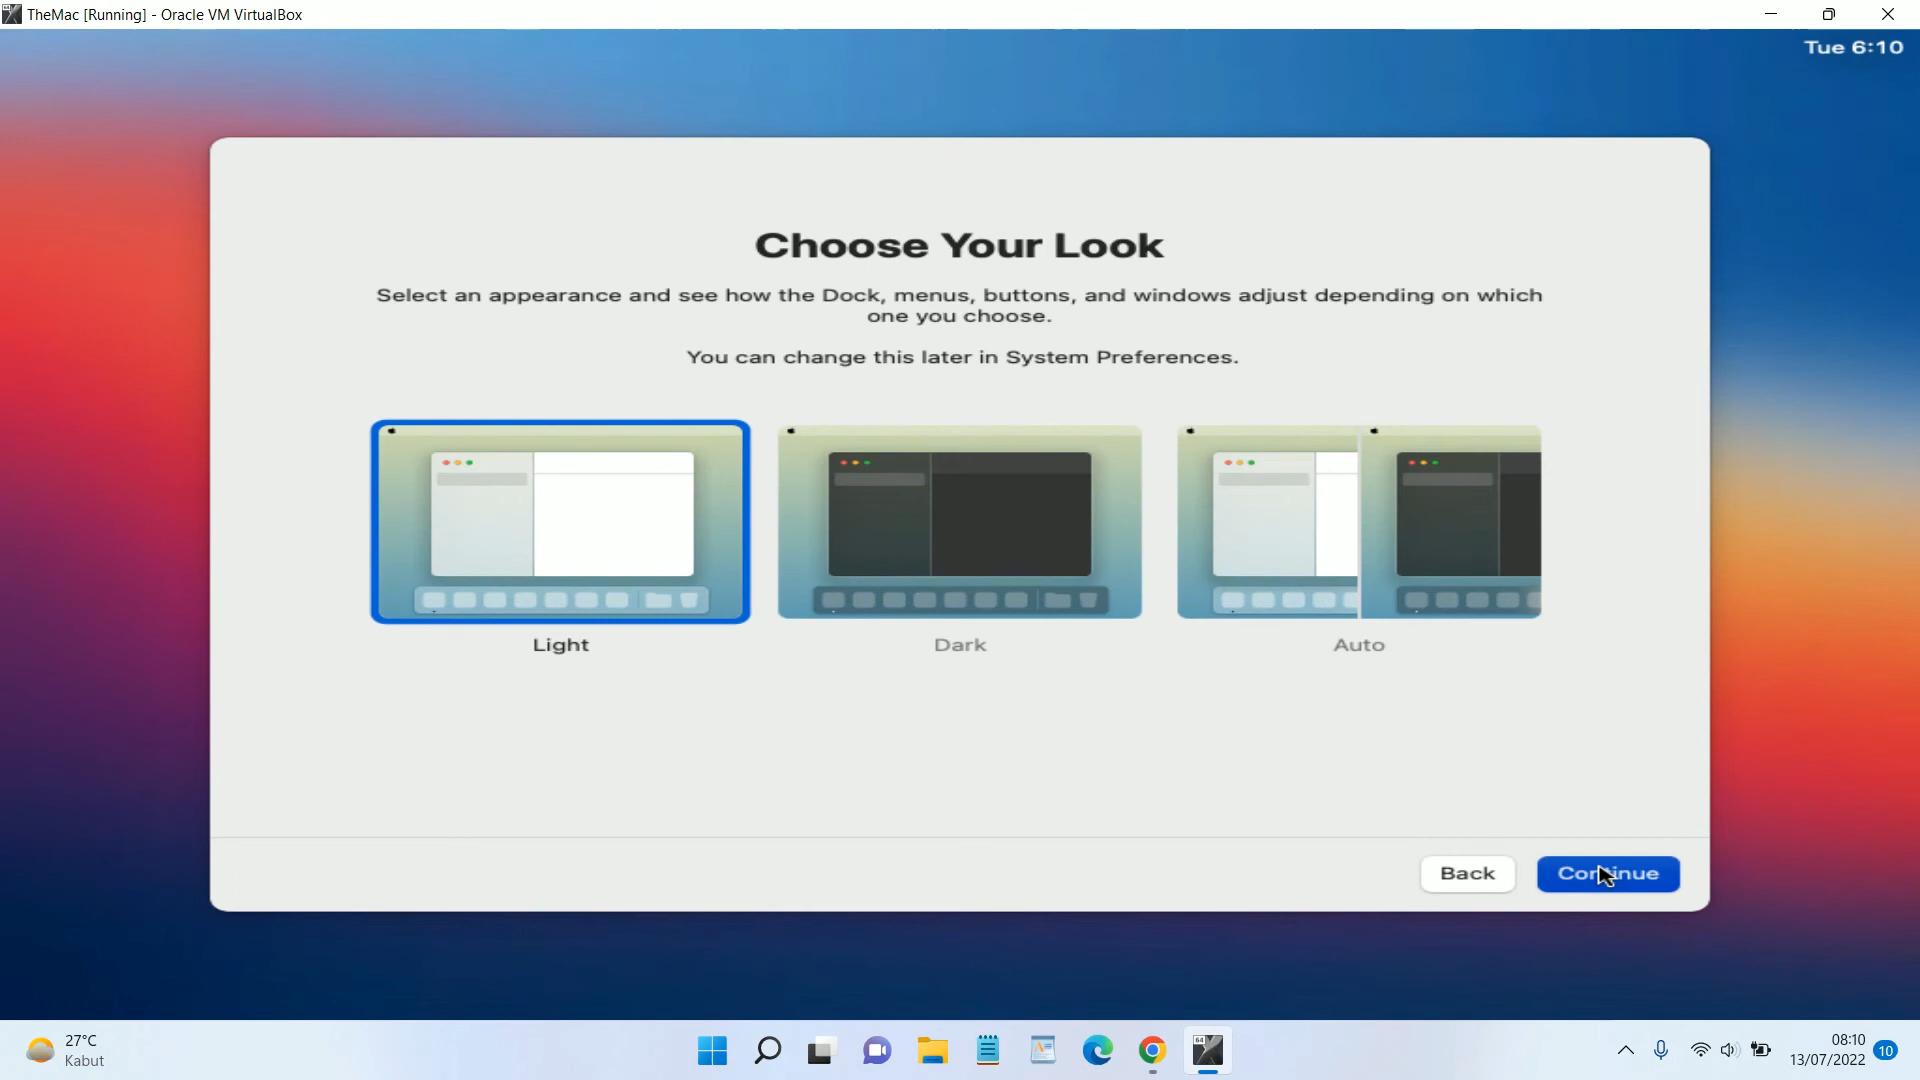 TheMac [Running] - Oracle VM VirtualBox
Tue 6:10
Choose Your Look
Select an appearance and see how the Dock, menus, buttons, and windows adjust depending on which
one you choose.
You can change this later in System Preferences.
Light
Dark
Auto
Back
Continue
27°C
Kabut
64
08:10
13/07/2022
10